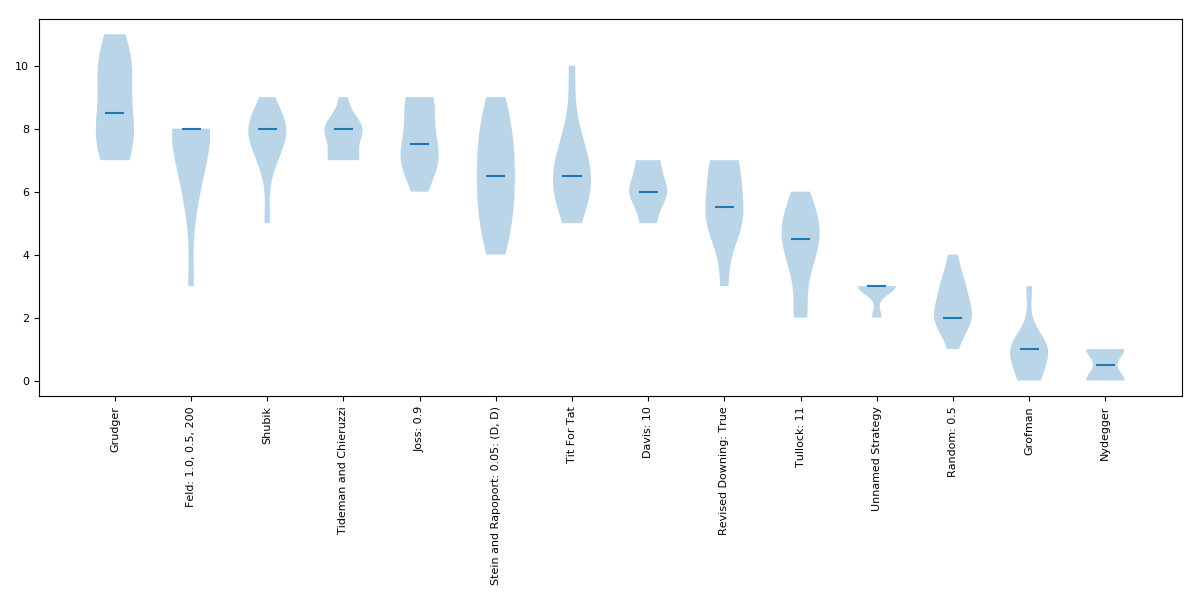 10
8
6
4
2
0
Grudger
Feld: 1.0, 0.5, 200
Shubik
Tideman and Chieruzzi
Joss: 0.9
Stein and Rapoport: 0.05: (D, D)
Tit For Tat
Davis: 10
Revised Downing: True
Tullock: 11
Unnamed Strategy
Random: 0.5
Grofman
Nydegger